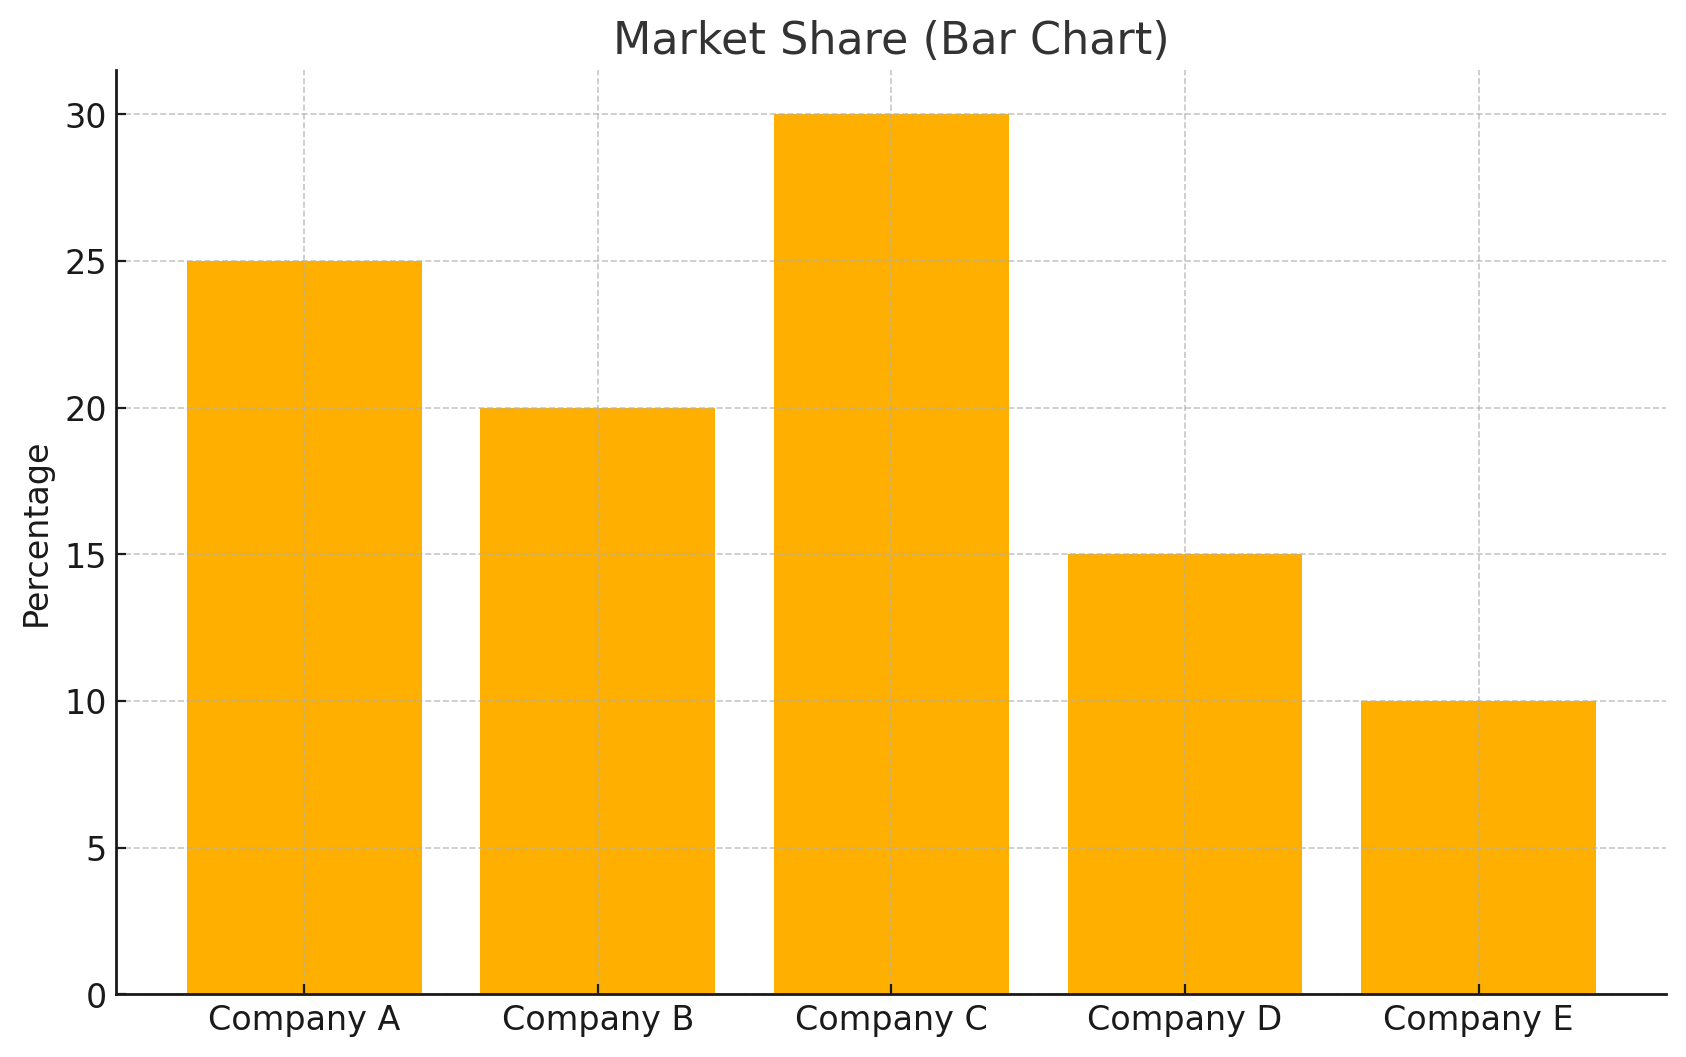 Market Share (Bar Chart)
Percentage
30
25
20
15
10
5
0
Company A
Company B
Company C
Company D
Company E